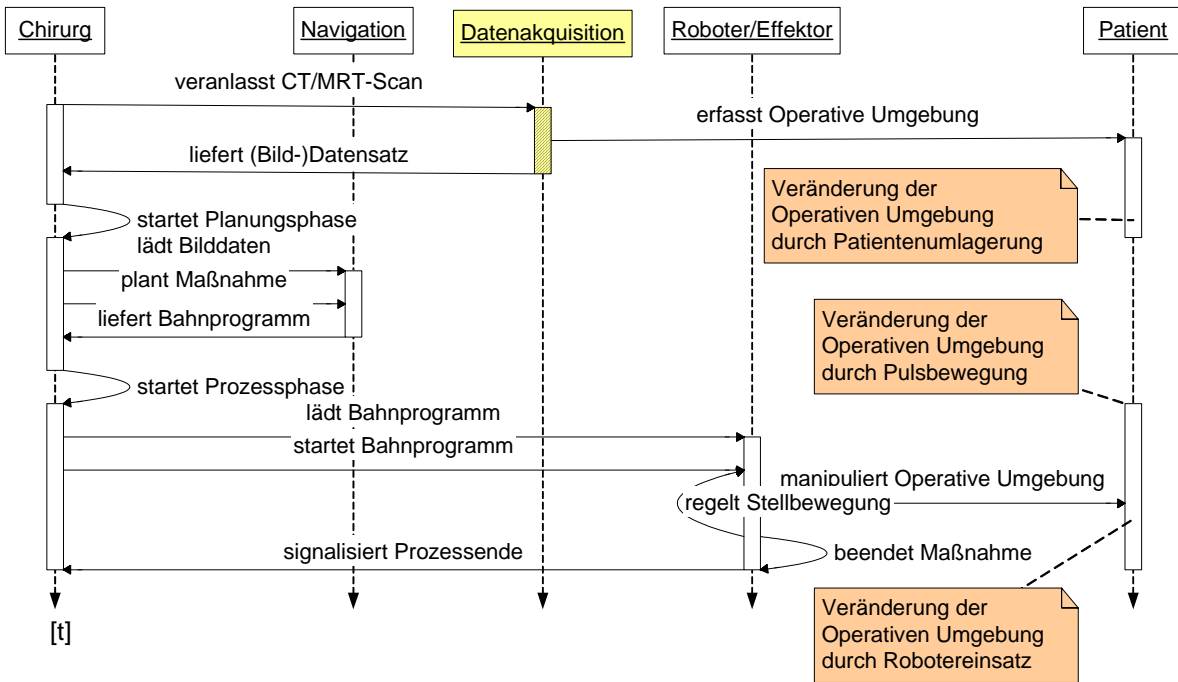 Chirurg
Navigation
Datenakquisition
Roboter/Effektor
Patient
veranlasst CT/MRT-Scan
erfasst Operative Umgebung
liefert (Bild-)Datensatz
Veränderung der
Operativen Umgebung
durch Patientenumlagerung
startet Planungsphase
lädt Bilddaten
plant Maßnahme
liefert Bahnprogramm
Veränderung der
Operativen Umgebung
durch Pulsbewegung
startet Prozessphase
lädt Bahnprogramm
startet Bahnprogramm
manipuliert Operative Umgebung
regelt Stellbewegung
signalisiert Prozessende
beendet Maßnahme
Veränderung der
Operativen Umgebung
durch Robotereinsatz
[t]